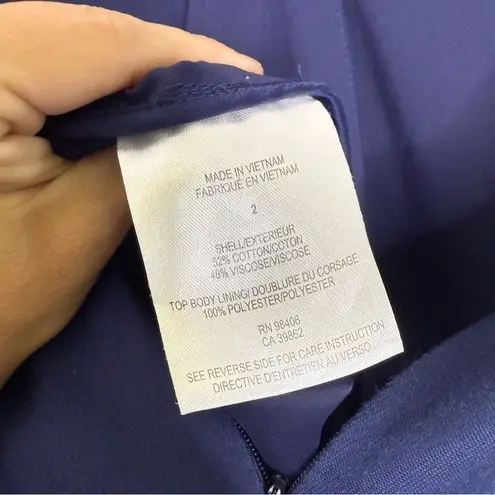 MADE IN VIETNAM
FABRIQUÉ EN VIETNAM
2
SHELL/EXTERIEUR
52% COTTON/COTON
48% VISCOSE/VISCOSE
TOP BODY LINING/ DOUBLURE DU CORSAGE
100% POLYESTER/POLYESTER
RN 98406
CA 39862
SEE REVERSE SIDE FOR CARE INSTRUCTION
DIRECTIVE D'ENTRETIEN AU VERSO